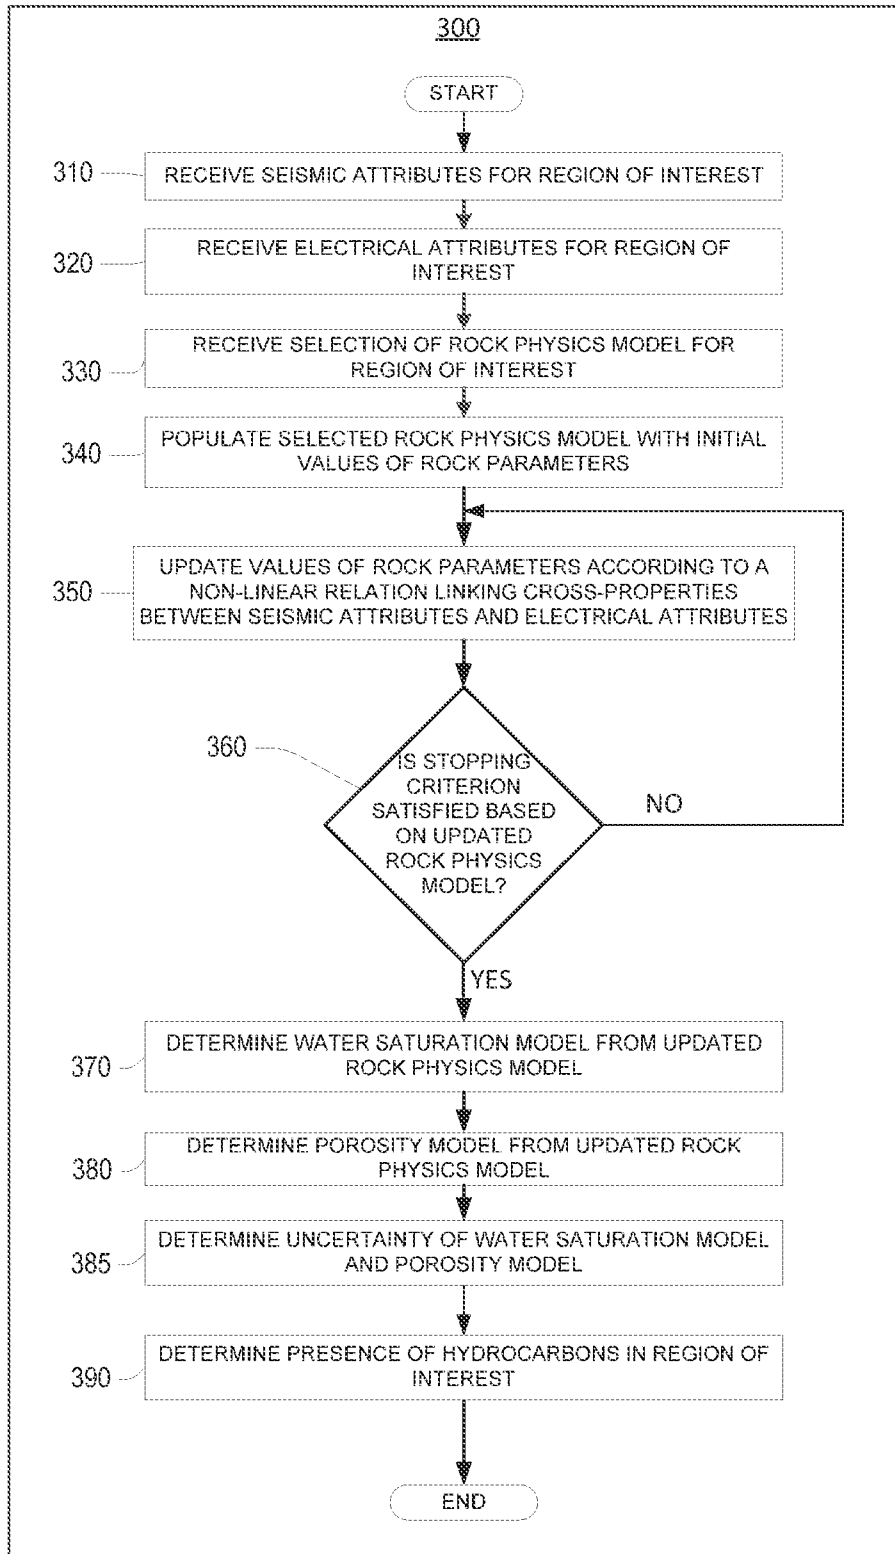 300
START
310
RECEIVE SEISMIC ATTRIBUTES FOR REGION OF INTEREST
320
RECEIVE ELECTRICAL ATTRIBUTES FOR REGION OF
INTEREST
330
RECEIVE SELECTION OF ROCK PHYSICS MODEL FOR
REGION OF INTEREST
340
POPULATE SELECTED ROCK PHYSICS MODEL WITH INITIAL
VALUES OF ROCK PARAMETERS
350
UPDATE VALUES OF ROCK PARAMETERS ACCORDING TO A
NON-LINEAR RELATION LINKING CROSS-PROPERTIES
BETWEEN SEISMIC ATTRIBUTES AND ELECTRICAL ATTRIBUTES
360
IS STOPPING
CRITERION
SATISFIED BASED
ON UPDATED
ROCK PHYSICS
MODEL?
NO
YES
370
DETERMINE WATER SATURATION MODEL FROM UPDATED
ROCK PHYSICS MODEL
380
DETERMINE POROSITY MODEL FROM UPDATED ROCK
PHYSICS MODEL
385
DETERMINE UNCERTAINTY OF WATER SATURATION MODEL
AND POROSITY MODEL
390
DETERMINE PRESENCE OF HYDROCARBONS IN REGION OF
INTEREST
END